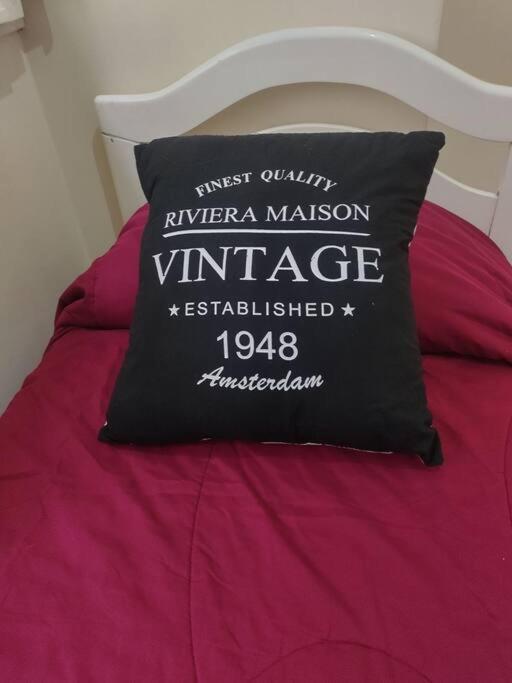 FINEST QUALITY
RIVIERA MAISON
VINTAGE
★ ESTABLISHED ★
1948
Amsterdam